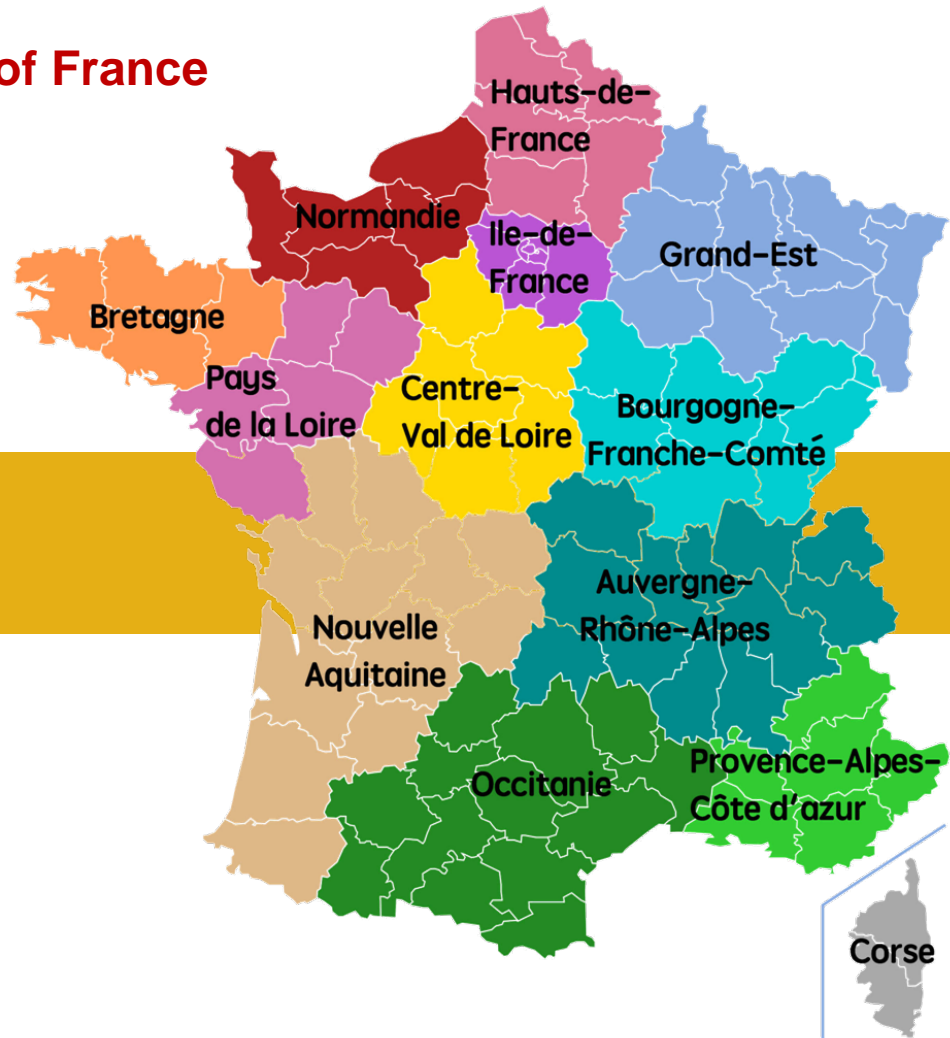 of France
Hauts-de-
France
Normandie
Ile-de-
France
Grand-Est
Bretagne
Pays
de la Loire
Centre-
Val de Loire
Bourgogne-
Franche-Comté
Auvergne-
Rhône-Alpes
Nouvelle
Aquitaine
Occitanie
Provence-Alpes-
Côte d'azur
Corse